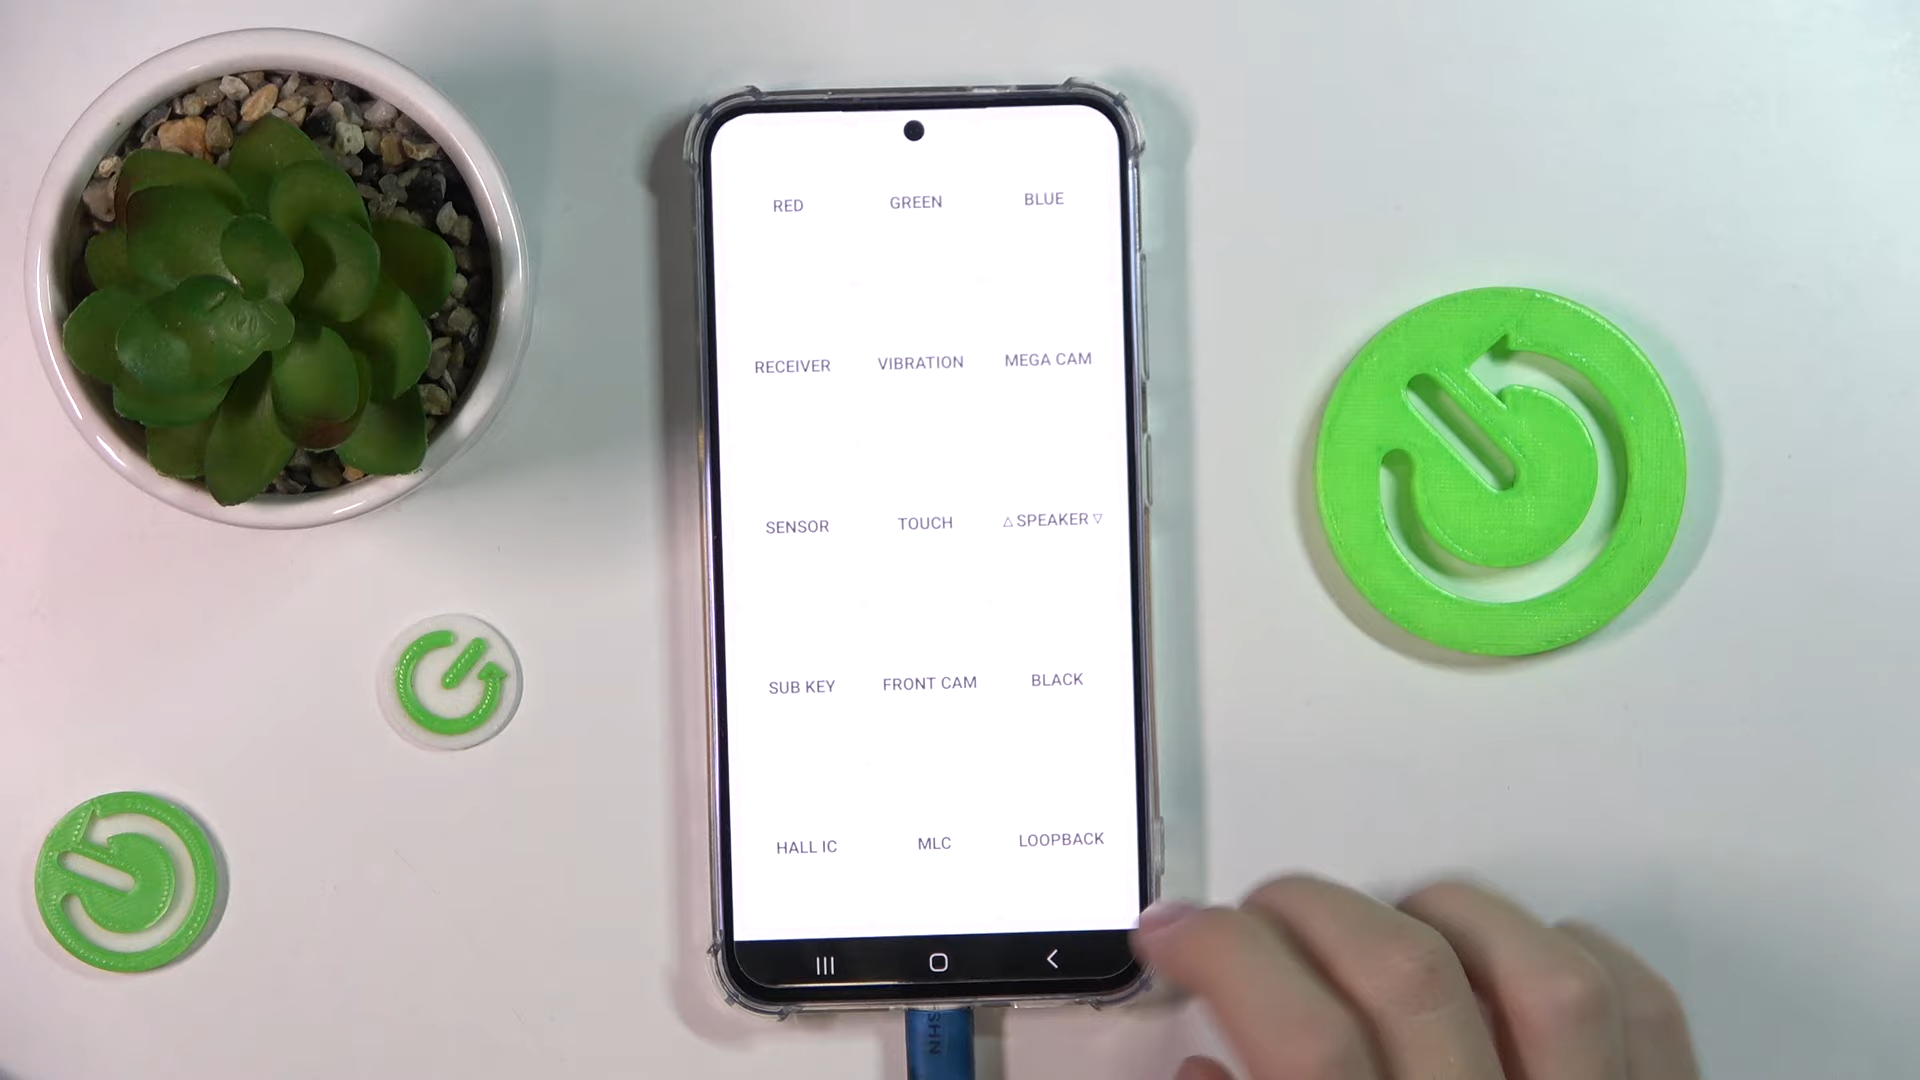 RED GREEN BLUE
RECEIVER VIBRATION MEGA CAM
SENSOR TOUCH △ SPEAKER ▽
SUB KEY FRONT CAM BLACK
HALL IC MLC LOOPBACK
NHS